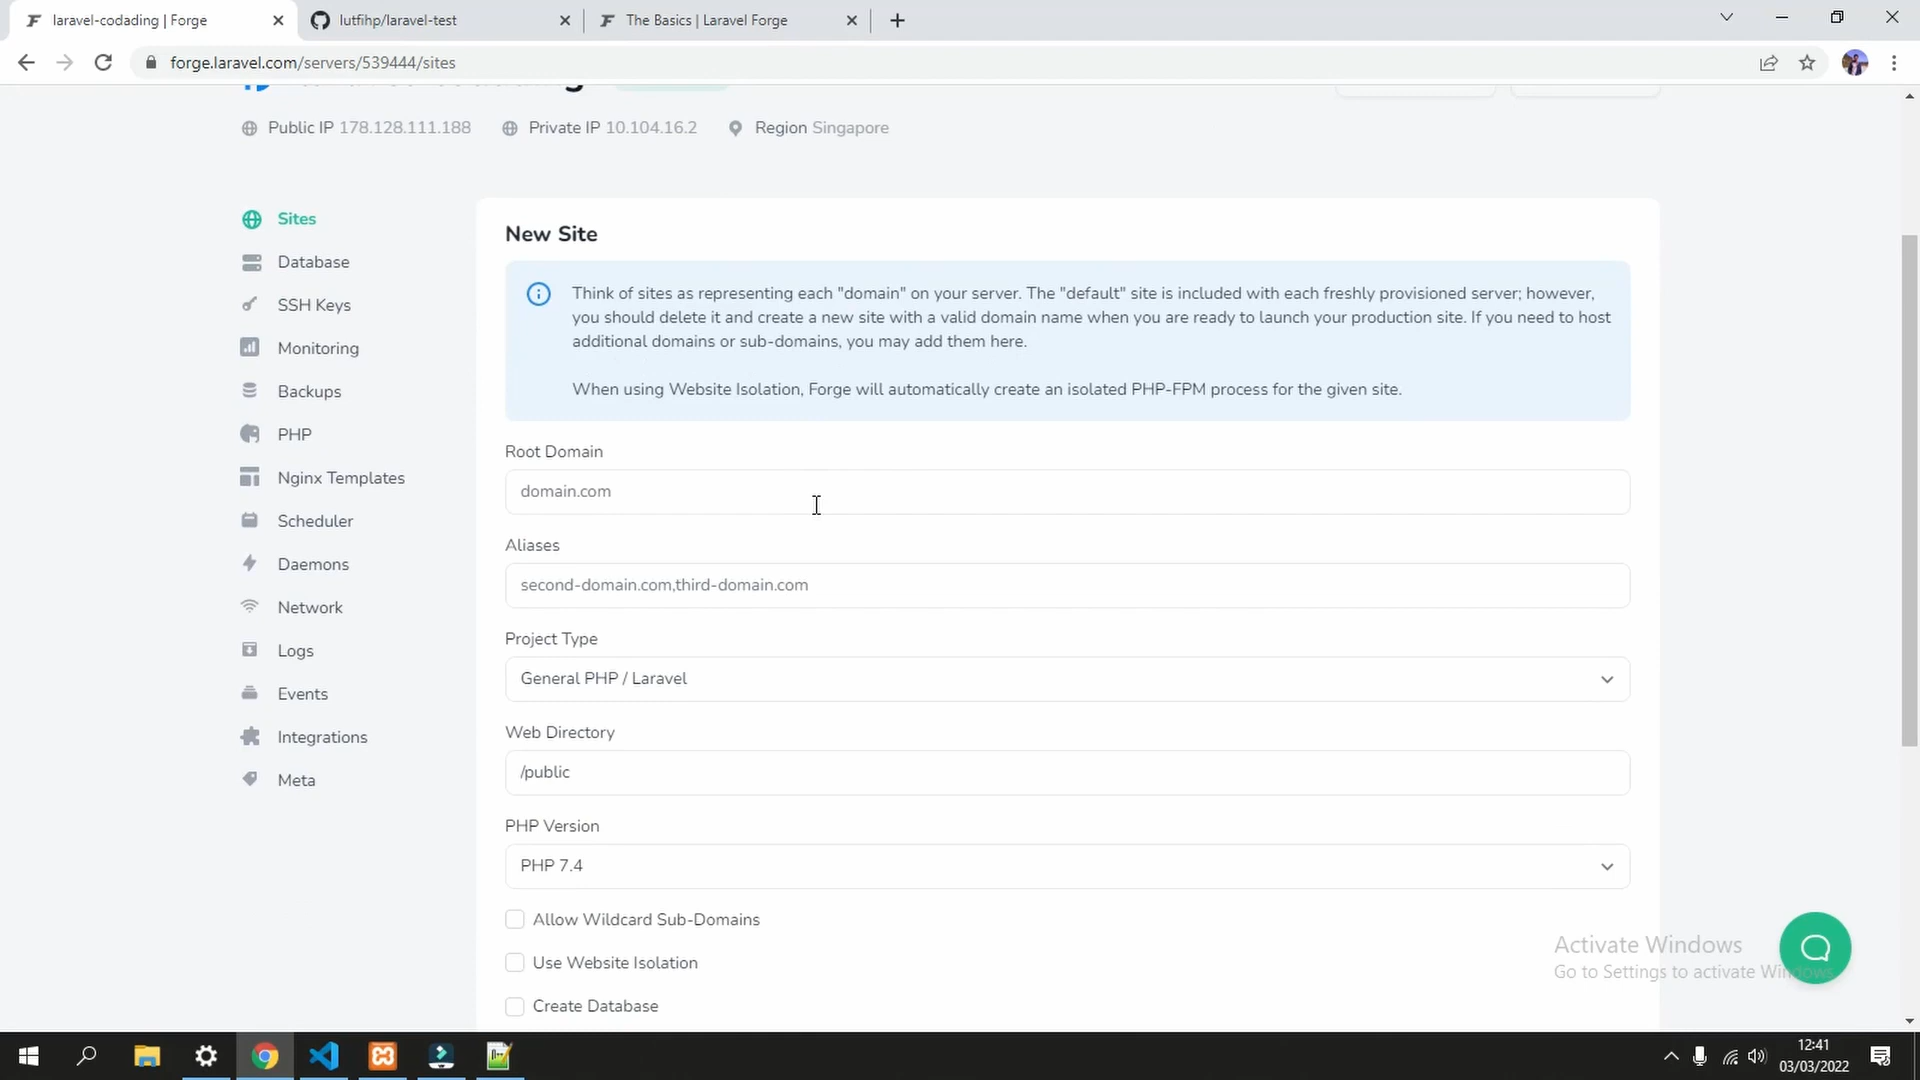 laravel-codading | Forge
lutfihp/laravel-test
The Basics | Laravel Forge
forge.laravel.com/servers/539444/sites
Public IP 178.128.111.188
Private IP 10.104.16.2
Region Singapore
Sites
Database
SSH Keys
Monitoring
Backups
PHP
Nginx Templates
Scheduler
Daemons
Network
Logs
Events
Integrations
Meta
New Site
Think of sites as representing each "domain" on your server. The "default" site is included with each freshly provisioned server; however,
you should delete it and create a new site with a valid domain name when you are ready to launch your production site. If you need to host
additional domains or sub-domains, you may add them here.
When using Website Isolation, Forge will automatically create an isolated PHP-FPM process for the given site.
Root Domain
domain.com
Aliases
second-domain.com,third-domain.com
Project Type
General PHP / Laravel
Web Directory
/public
PHP Version
PHP 7.4
Allow Wildcard Sub-Domains
Use Website Isolation
Create Database
Activate Windows
Go to Settings to activate Windows.
12:41
03/03/2022